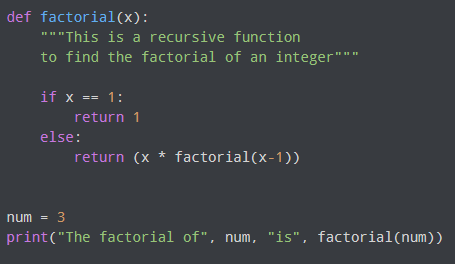 def factorial(x):
    """This is a recursive function
    to find the factorial of an integer"""

    if x == 1:
        return 1
    else:
        return (x * factorial(x-1))


num = 3
print("The factorial of", num, "is", factorial(num))